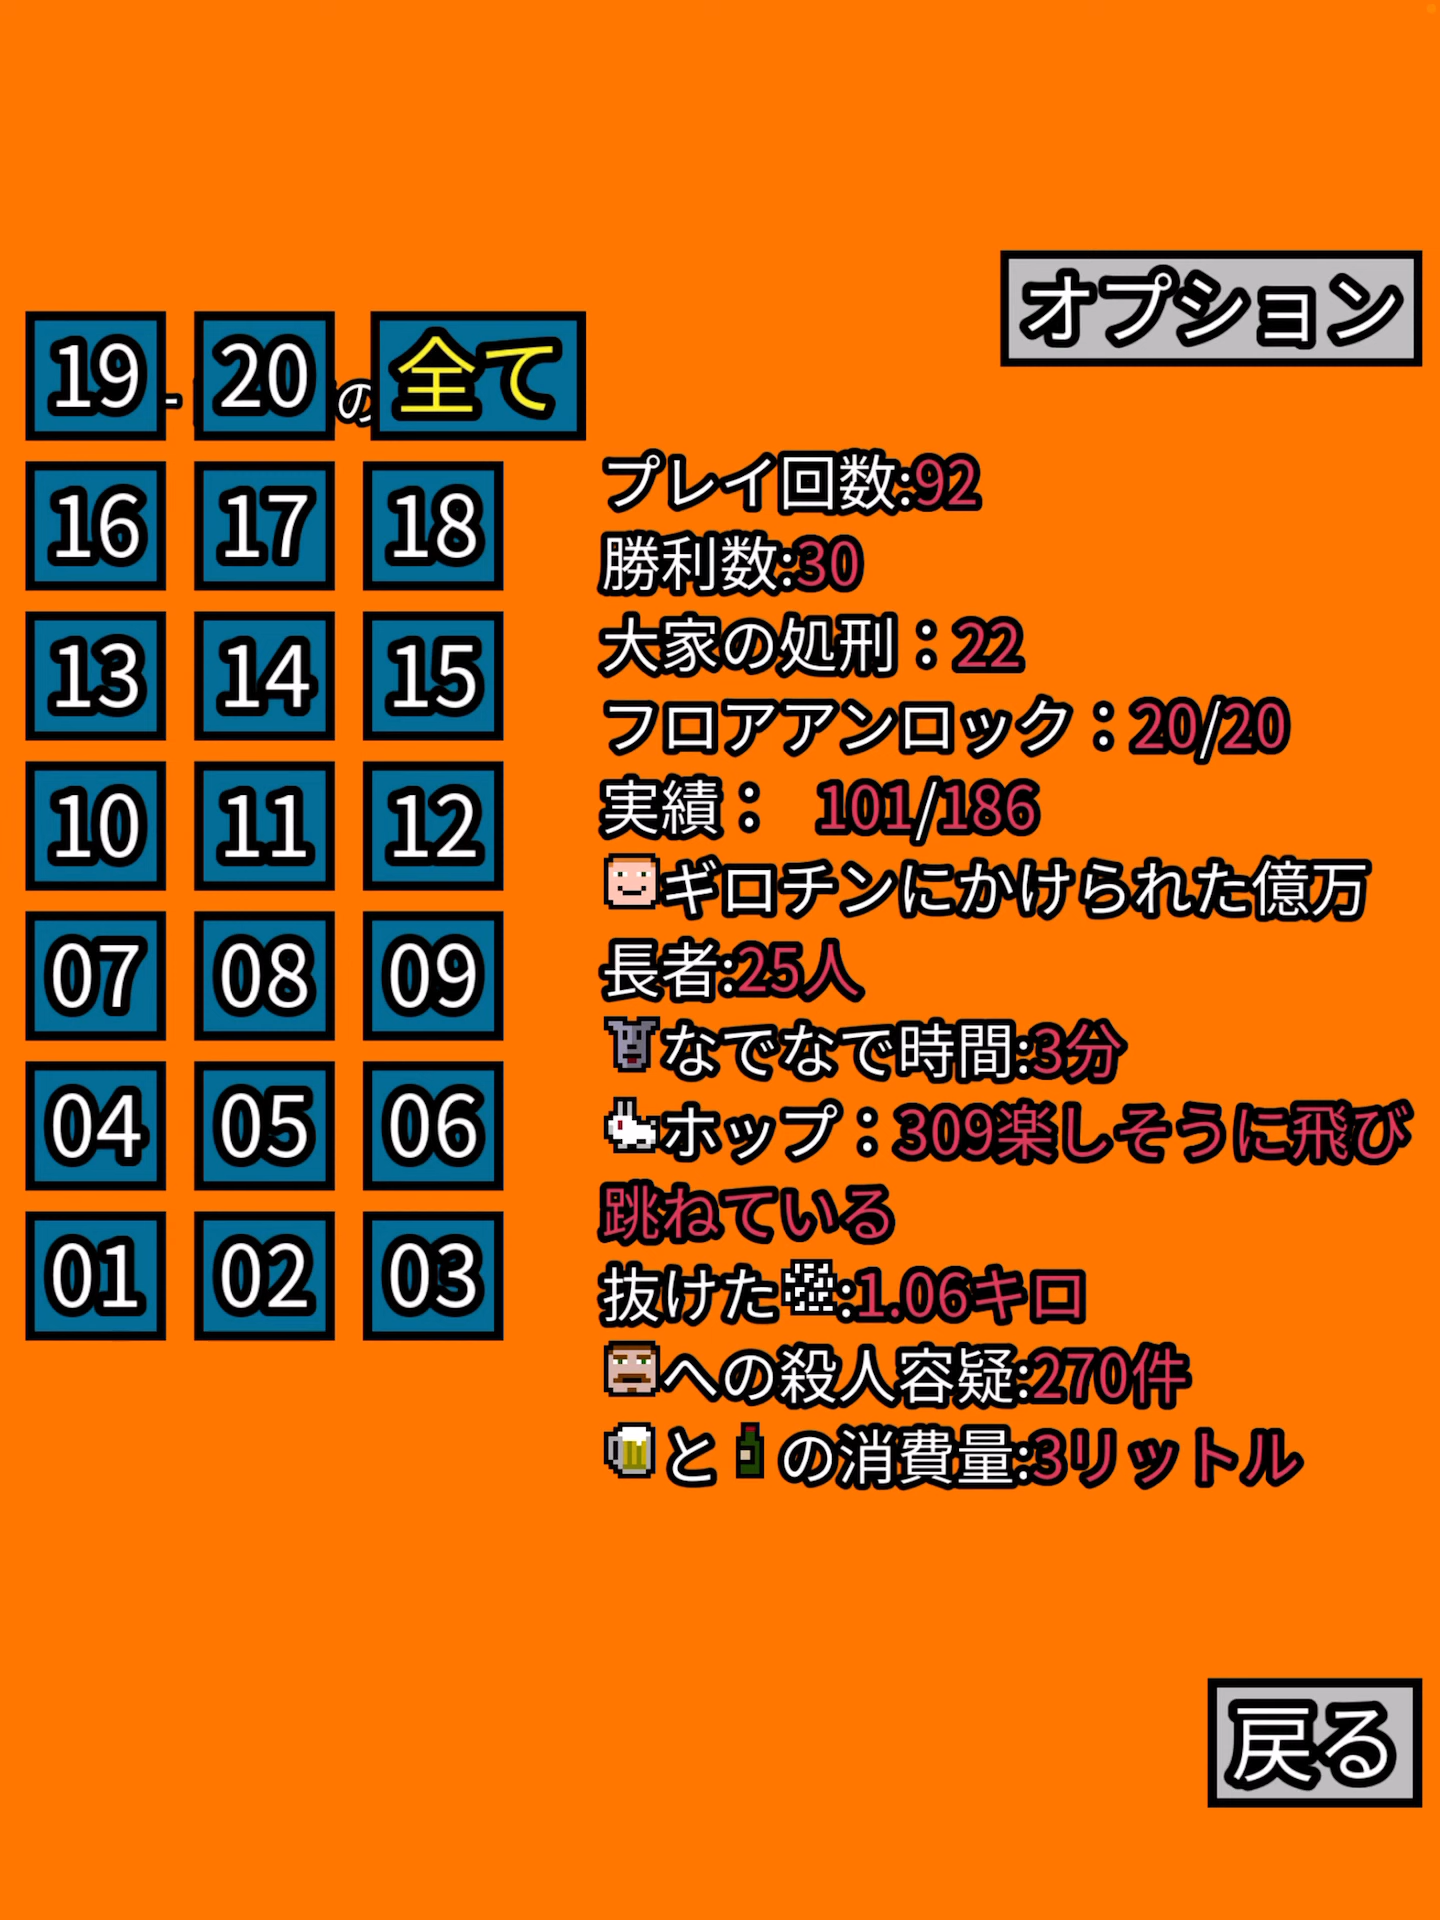 オプション
19 20 全て
- の
16 17 18
13 14 15
10 11 12
07 08 09
04 05 06
01 02 03
プレイ回数:92
勝利数:30
大家の処刑：22
フロアアンロック：20/20
実績： 101/186
ギロチンにかけられた億万
長者:25人
なでなで時間:3分
ホップ：309楽しそうに飛び
跳ねている
抜けた:1.06キロ
への殺人容疑:270件
との消費量:3リットル
戻る